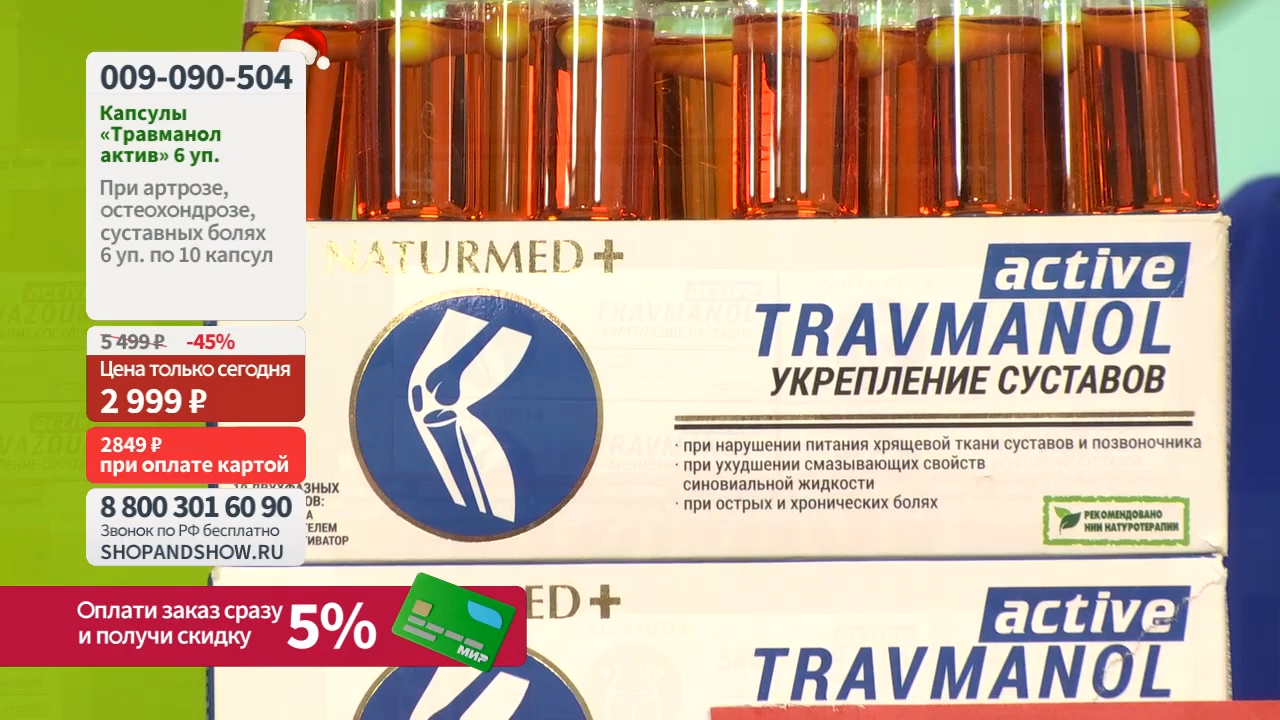 009-090-504
Капсулы
«Травманол
актив» 6 уп.
При артрозе,
остеохондрозе,
суставных болях
6 уп. по 10 капсул
5 499 ₽ -45%
Цена только сегодня
2 999 ₽
2849 ₽
при оплате картой
8 800 301 60 90
Звонок по РФ бесплатно
SHOPANDSHOW.RU
Оплати заказ сразу
и получи скидку
5%
МИР
NATURMED+
active
TRAVMANOL
УКРЕПЛЕНИЕ СУСТАВОВ
· при нарушении питания хрящевой ткани суставов и позвоночника
· при ухудшении смазывающих свойств
синовиальной жидкости
· при острых и хронических болях
РЕКОМЕНДОВАНО
НИИ НАТУРОТЕРАПИИ
ED+
active
TRAVMANOL